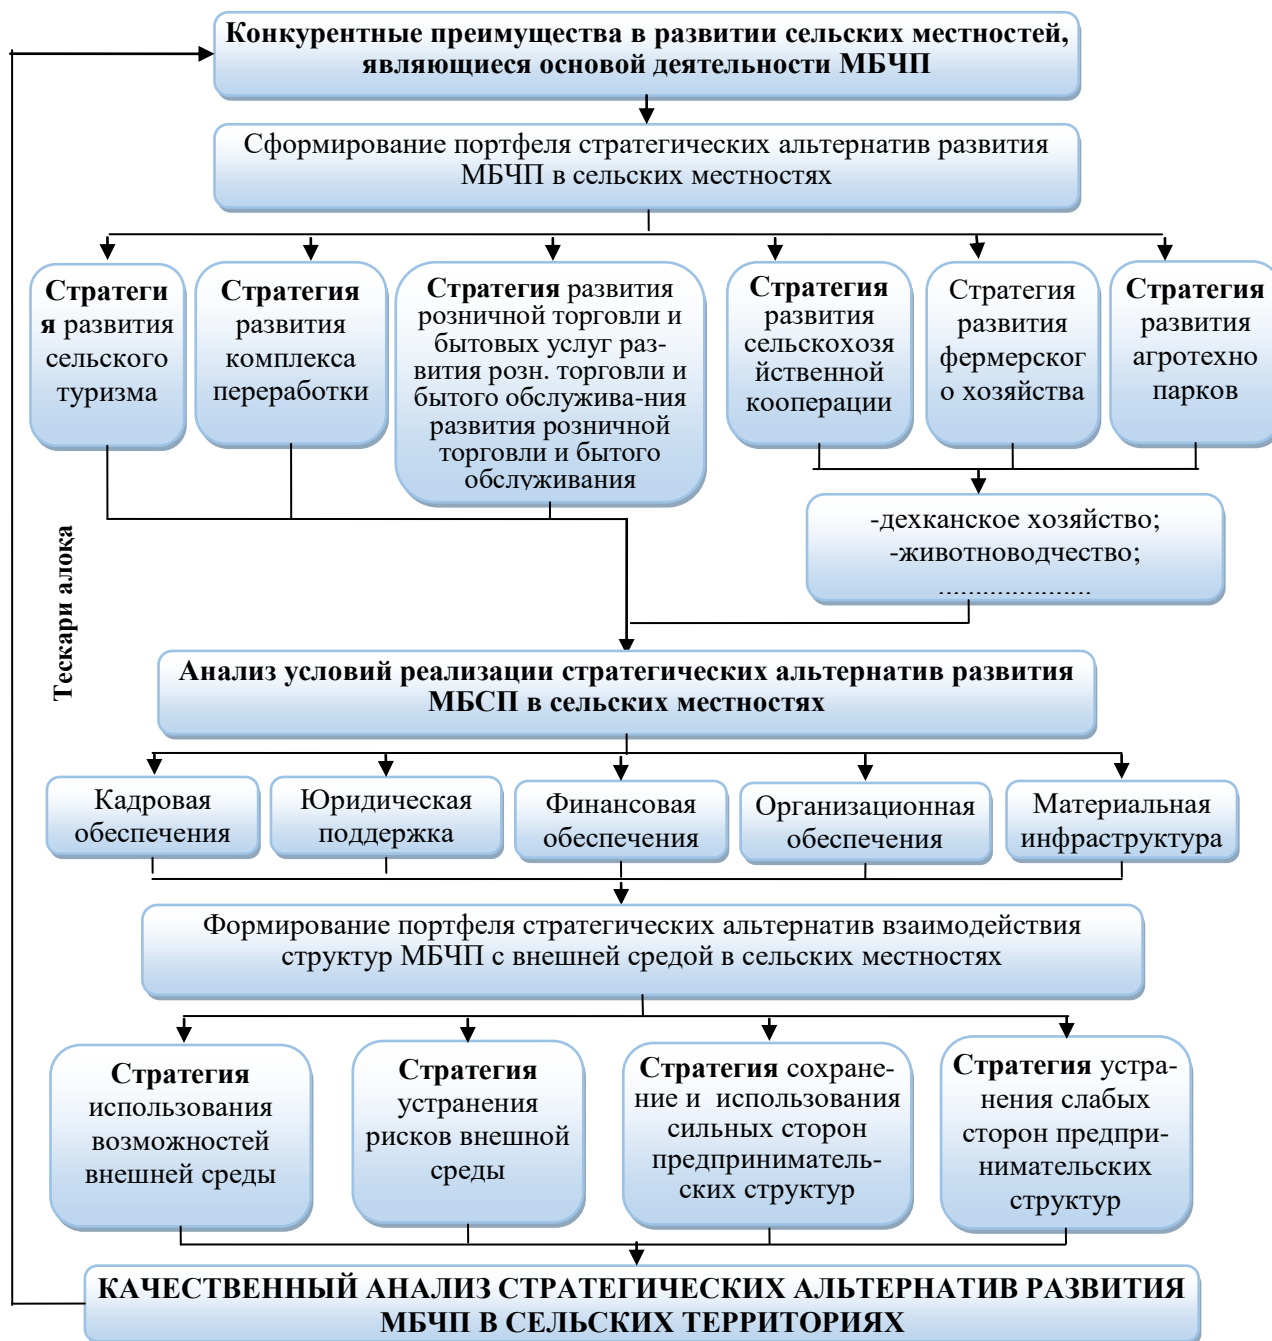 Конкурентные преимущества в развитии сельских местностей,
являющиеся основой деятельности МБЧП
Сформирование портфеля стратегических альтернатив развития
МБЧП в сельских местностях
Стратеги
я развития
сельского
туризма
Стратегия
развития
комплекса
переработки
Стратегия развития
розничной торговли и
бытовых услуг раз-
вития розн. торговли и
бытого обслужива-ния
развития розничной
торговли и бытого
обслуживания
Стратегия
развития
сельскохозя
йственной
кооперации
Стратегия
развития
фермерског
о хозяйства
Стратегия
развития
агротехно
парков
-дехканское хозяйство;
-животноводчество;
.....................
Тескари алоқа
Анализ условий реализации стратегических альтернатив развития
МБСП в сельских местностях
Кадровая
обеспечения
Юридическая
поддержка
Финансовая
обеспечения
Организационная
обеспечения
Материальная
инфраструктура
Формирование портфеля стратегических альтернатив взаимодействия
структур МБЧП с внешней средой в сельских местностях
Стратегия
использования
возможностей
внешней среды
Стратегия
устранения
рисков внешной
среды
Стратегия сохране-
ние и использования
сильных сторон
предприниматель-
ских структур
Стратегия устра-
нения слабых
сторон предпри-
нимательских
структур
КАЧЕСТВЕННЫЙ АНАЛИЗ СТРАТЕГИЧЕСКИХ АЛЬТЕРНАТИВ РАЗВИТИЯ
МБЧП В СЕЛЬСКИХ ТЕРРИТОРИЯХ